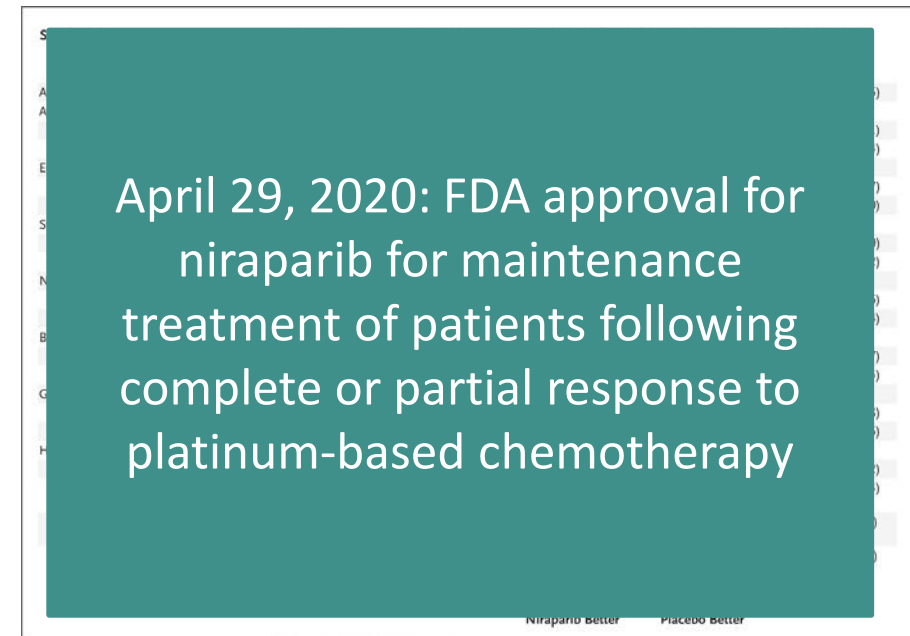 April 29, 2020: FDA approval for
niraparib for maintenance
treatment of patients following
complete or partial response to
platinum-based chemotherapy
Niraparib Better Placebo Better